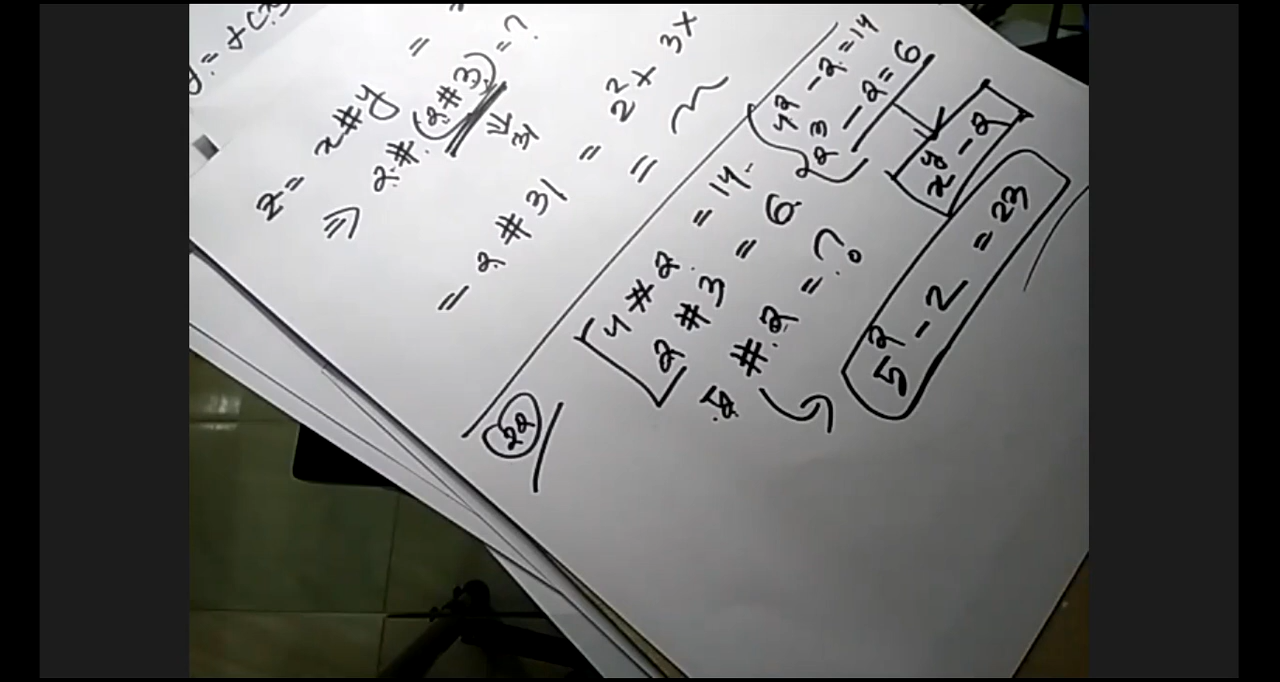 z = x # y =
⇒ 2 # (2 # 3) = ?
⇓
31
= 2 # 31 = 2² + 3x
=
22
4 # 2 = 14
2 # 3 = 6
5 # 2 = ?
4² - 2 = 14
2³ - 2 = 6
x^y - 2
5² - 2 = 23